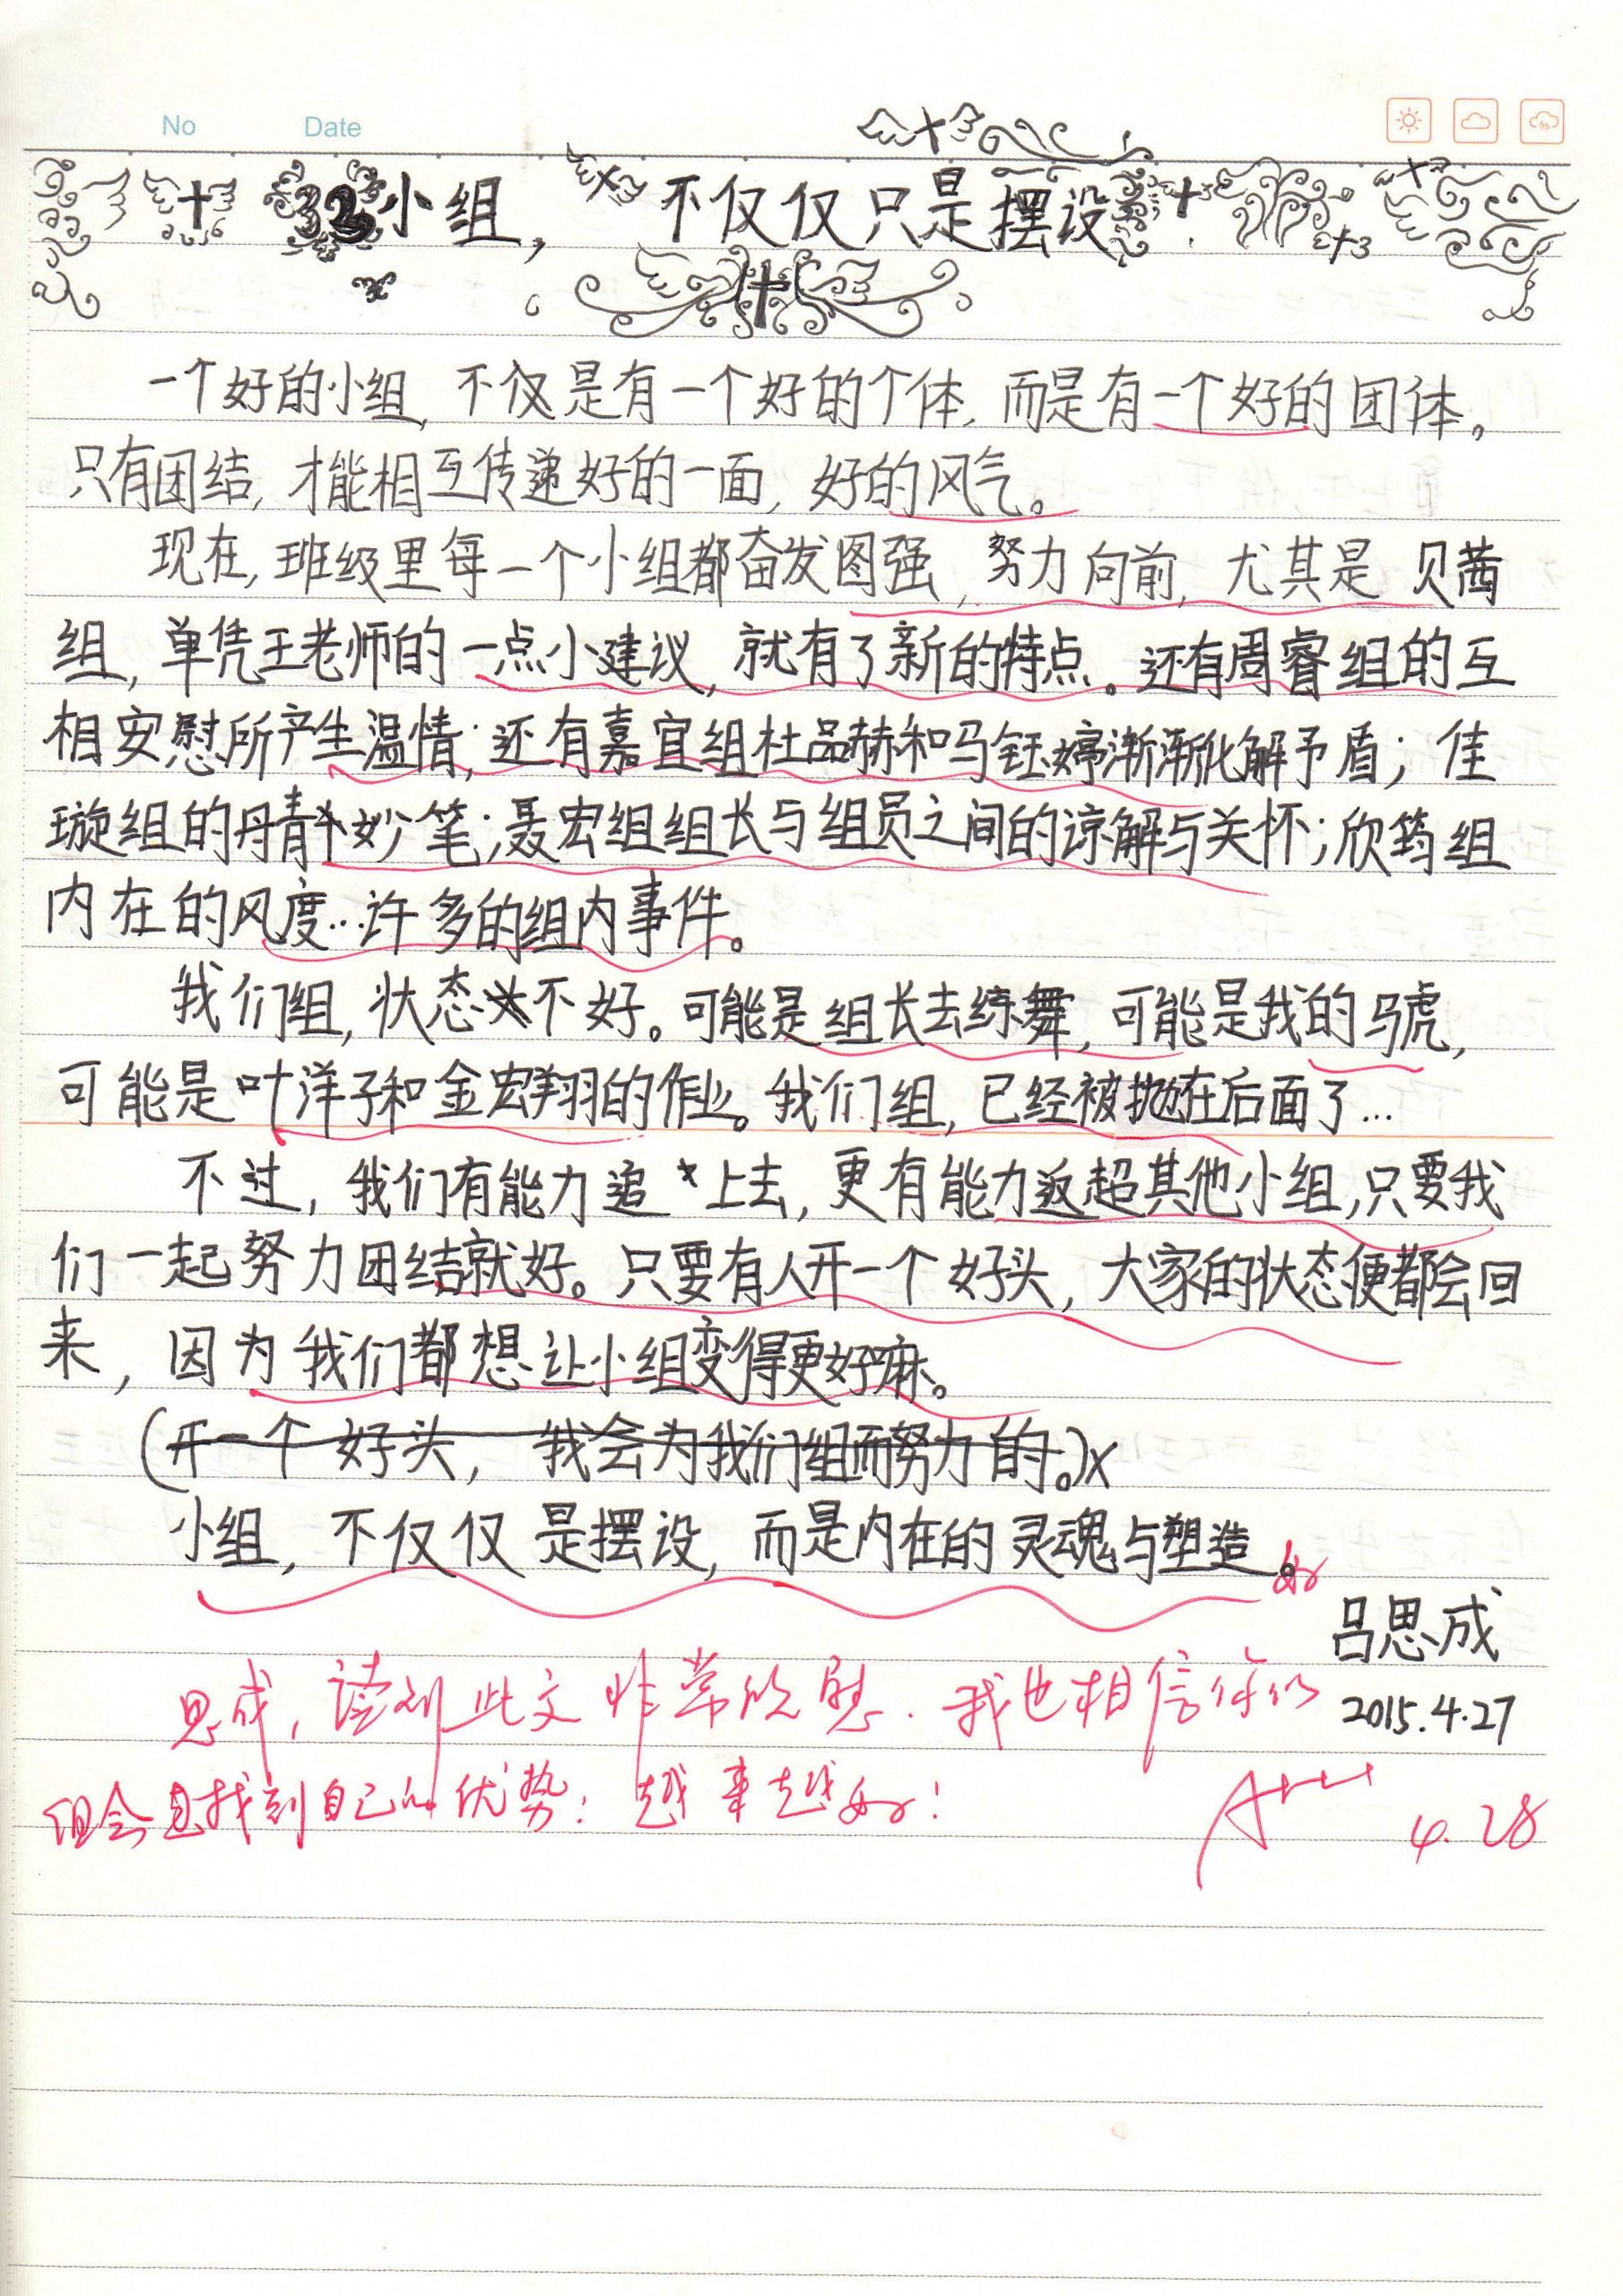 No Date
32小组，不仅仅只是摆设
一个好的小组，不仅是有一个好的个体，而是有一个好的团体。
只有团结，才能相互传递好的一面，好的风气。
现在，班级里每一个小组都奋发图强，努力向前，尤其是贝茜
组，单凭王老师的一点小建议，就有了新的特点。还有周睿组的互
相安慰所产生温情；还有嘉宜组杜品赫和马钰婷渐渐化解矛盾；佳
璇组的丹青妙笔；聂宏组组长与组员之间的谅解与关怀；欣筠组
内在的风度…许多的组内事件。
我们组，状态不好。可能是组长去练舞，可能是我的马虎，
可能是叶洋子和金宏翔的作业。我们组，已经被抛在后面了…
不过，我们有能力追上去，更有能力返超其他小组，只要我
们一起努力团结就好。只要有人开一个好头，大家的状态便都会回
来，因为我们都想让小组变得更好嘛。
（开一个好头，我会为我们组而努力的。）x
小组，不仅仅是摆设，而是内在的灵魂与塑造。
好
吕思成
思成，读到此文非常欣慰．我也相信你们
2015.4.27
组会找到自己的优势；越来越好！
A+++
4.28